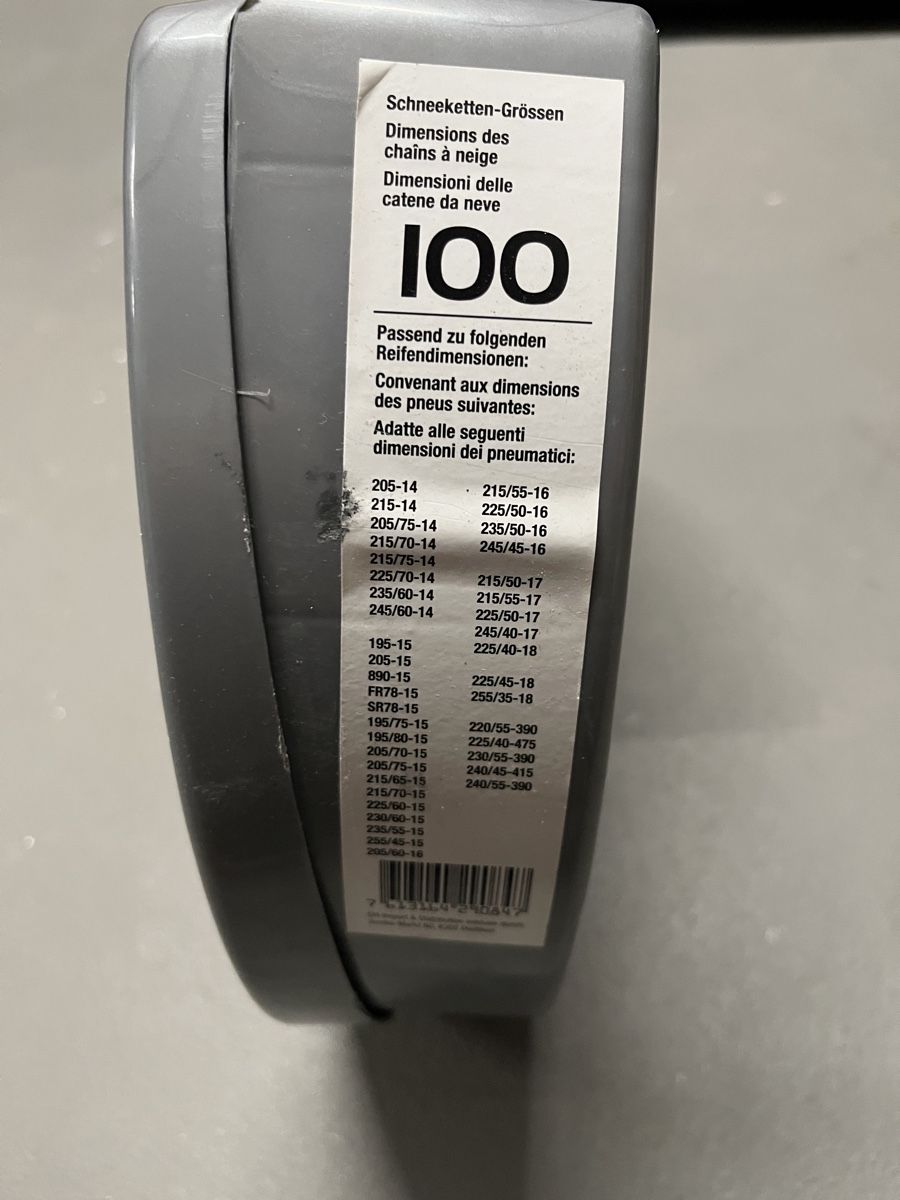 Schneeketten-Grössen
Dimensions des
chaîns à neige
Dimensioni delle
catene da neve
100
Passend zu folgenden
Reifendimensionen:
Convenant aux dimensions
des pneus suivantes:
Adatte alle seguenti
dimensioni dei pneumatici:
205-14
215-14
205/75-14
215/70-14
215/75-14
225/70-14
235/60-14
245/60-14
195-15
205-15
890-15
FR78-15
SR78-15
195/75-15
195/80-15
205/70-15
205/75-15
215/65-15
215/70-15
225/60-15
230/60-15
235/55-15
255/45-15
205/60-16
215/55-16
225/50-16
235/50-16
245/45-16
215/50-17
215/55-17
225/50-17
245/40-17
225/40-18
225/45-18
255/35-18
220/55-390
225/40-475
230/55-390
240/45-415
240/55-390
7 613164 290847